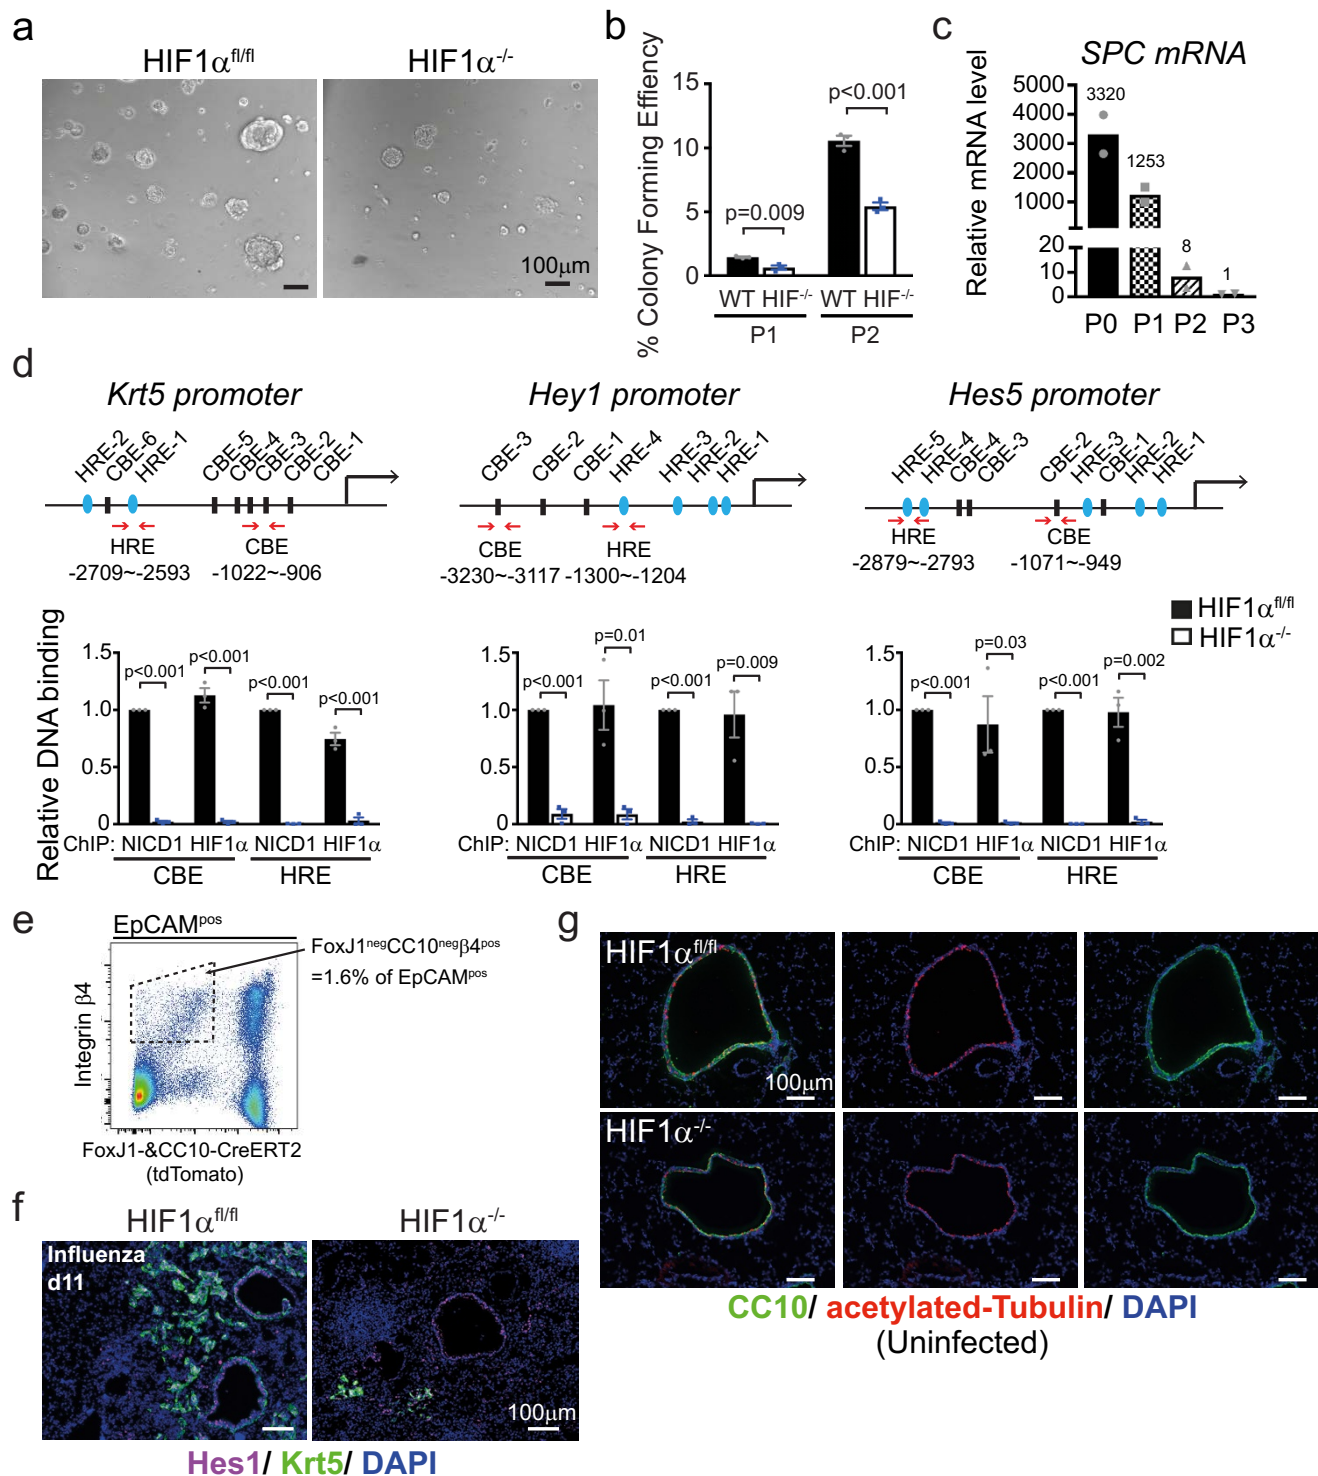 a
HIF1α^fl/fl
HIF1α^-/-
100µm
b
% Colony Forming Effiency
15
10
5
0
p=0.009
p<0.001
WT HIF^-/- WT HIF^-/-
P1 P2
c
SPC mRNA
Relative mRNA level
5000
4000
3000
2000
1000
20
10
0
3320
1253
8
1
P0 P1 P2 P3
d
Krt5 promoter
HRE-2 CBE-6 HRE-1 CBE-5 CBE-4 CBE-3 CBE-2 CBE-1
HRE CBE
-2709~-2593 -1022~-906
Hey1 promoter
CBE-3 CBE-2 CBE-1 HRE-4 HRE-3 HRE-2 HRE-1
CBE HRE
-3230~-3117 -1300~-1204
Hes5 promoter
HRE-5 HRE-4 CBE-4 CBE-3 CBE-2 HRE-3 CBE-1 HRE-2 HRE-1
HRE CBE
-2879~-2793 -1071~-949
HIF1α^fl/fl
HIF1α^-/-
Relative DNA binding
1.5
1.0
0.5
0
p<0.001 p<0.001 p<0.001 p<0.001
ChIP: NICD1 HIF1α NICD1 HIF1α
CBE HRE
1.5
1.0
0.5
0
p<0.001 p=0.01 p<0.001 p=0.009
ChIP: NICD1 HIF1α NICD1 HIF1α
CBE HRE
1.5
1.0
0.5
0
p<0.001 p=0.03 p<0.001 p=0.002
ChIP: NICD1 HIF1α NICD1 HIF1α
CBE HRE
e
EpCAM^pos
FoxJ1^neg CC10^neg β4^pos
=1.6% of EpCAM^pos
Integrin β4
FoxJ1-&CC10-CreERT2
(tdTomato)
f
HIF1α^fl/fl
HIF1α^-/-
Influenza
d11
100µm
Hes1/ Krt5/ DAPI
g
HIF1α^fl/fl
100µm
HIF1α^-/-
CC10/ acetylated-Tubulin/ DAPI
(Uninfected)